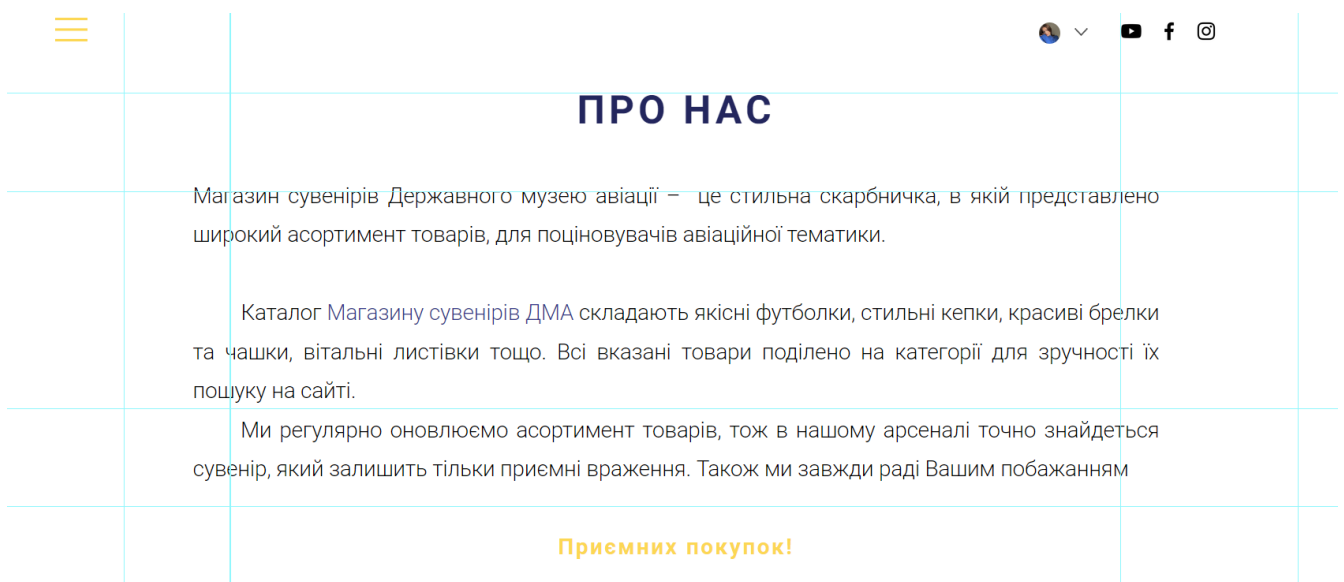 ПРО НАС
Магазин сувенірів Державного музею авіації – це стильна скарбничка, в якій представлено
широкий асортимент товарів, для поціновувачів авіаційної тематики.
Каталог Магазину сувенірів ДМА складають якісні футболки, стильні кепки, красиві брелки
та чашки, вітальні листівки тощо. Всі вказані товари поділено на категорії для зручності їх
пошуку на сайті.
Ми регулярно оновлюємо асортимент товарів, тож в нашому арсеналі точно знайдеться
сувенір, який залишить тільки приємні враження. Також ми завжди раді Вашим побажанням
Приємних покупок!